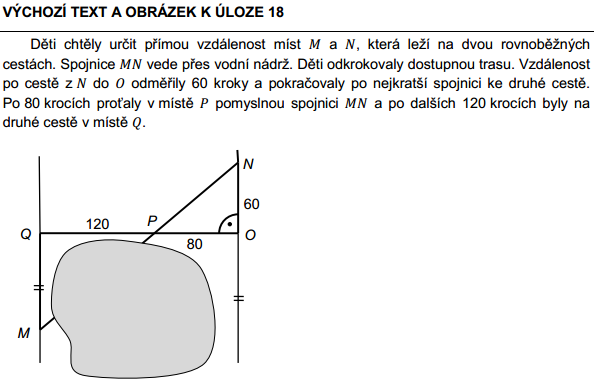 VÝCHOZÍ TEXT A OBRÁZEK K ÚLOZE 18
Děti chtěly určit přímou vzdálenost míst M a N, která leží na dvou rovnoběžných
cestách. Spojnice MN vede přes vodní nádrž. Děti odkrokovaly dostupnou trasu. Vzdálenost
po cestě z N do O odměřily 60 kroky a pokračovaly po nejkratší spojnici ke druhé cestě.
Po 80 krocích proťaly v místě P pomyslnou spojnici MN a po dalších 120 krocích byly na
druhé cestě v místě Q.
N
60
120
P
Q
80
O
M